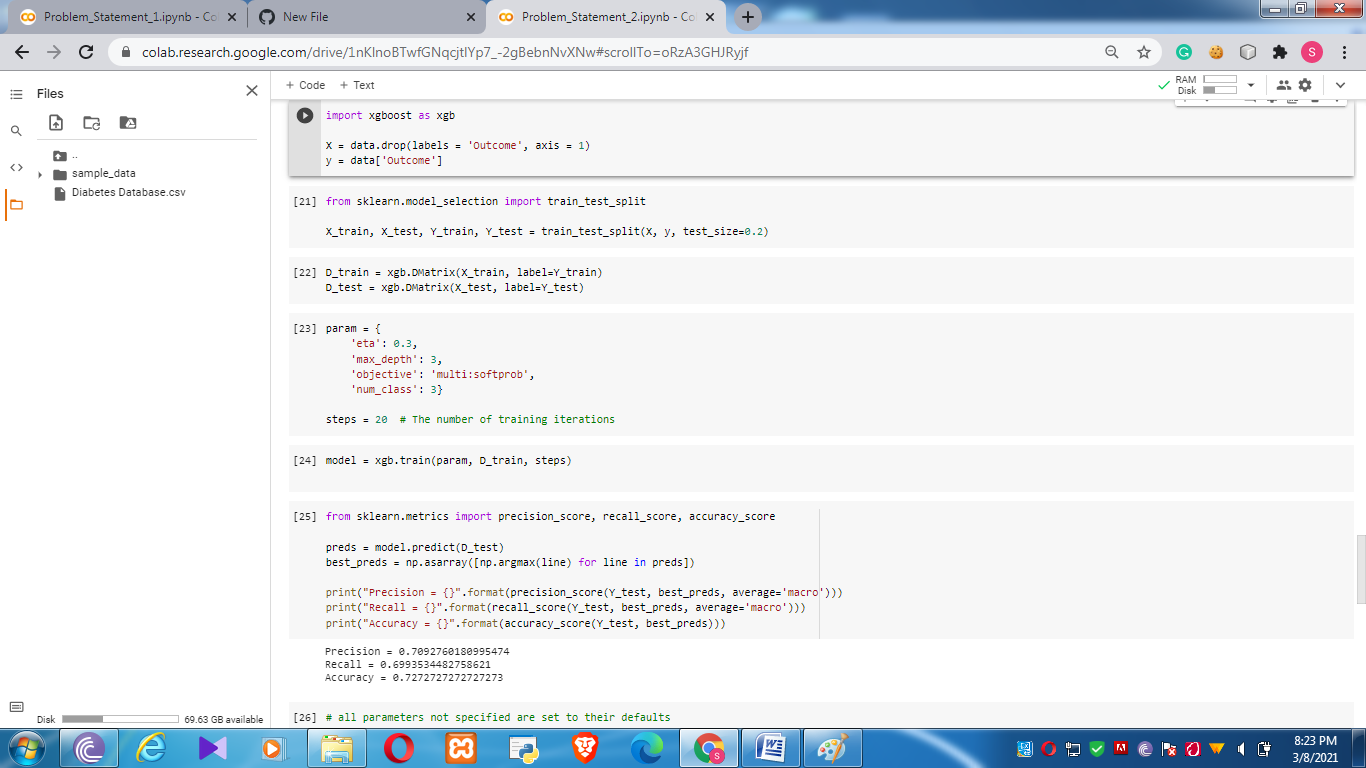 Problem_Statement_1.ipynb - Co
New File
Problem_Statement_2.ipynb - Co
colab.research.google.com/drive/1nKlnoBTwfGNqcjtlYp7_-2gBebnNvXNw#scrollTo=oRzA3GHJRyjf
S
Files
+ Code + Text
RAM
Disk
..
sample_data
Diabetes Database.csv
import xgboost as xgb
X = data.drop(labels = 'Outcome', axis = 1)
y = data['Outcome']
[21] from sklearn.model_selection import train_test_split
X_train, X_test, Y_train, Y_test = train_test_split(X, y, test_size=0.2)
[22] D_train = xgb.DMatrix(X_train, label=Y_train)
D_test = xgb.DMatrix(X_test, label=Y_test)
[23] param = {
'eta': 0.3,
'max_depth': 3,
'objective': 'multi:softprob',
'num_class': 3}
steps = 20 # The number of training iterations
[24] model = xgb.train(param, D_train, steps)
[25] from sklearn.metrics import precision_score, recall_score, accuracy_score
preds = model.predict(D_test)
best_preds = np.asarray([np.argmax(line) for line in preds])
print("Precision = {}".format(precision_score(Y_test, best_preds, average='macro')))
print("Recall = {}".format(recall_score(Y_test, best_preds, average='macro')))
print("Accuracy = {}".format(accuracy_score(Y_test, best_preds)))
Precision = 0.7092760180995474
Recall = 0.6993534482758621
Accuracy = 0.7272727272727273
[26] # all parameters not specified are set to their defaults
Disk 69.63 GB available
8:23 PM
3/8/2021